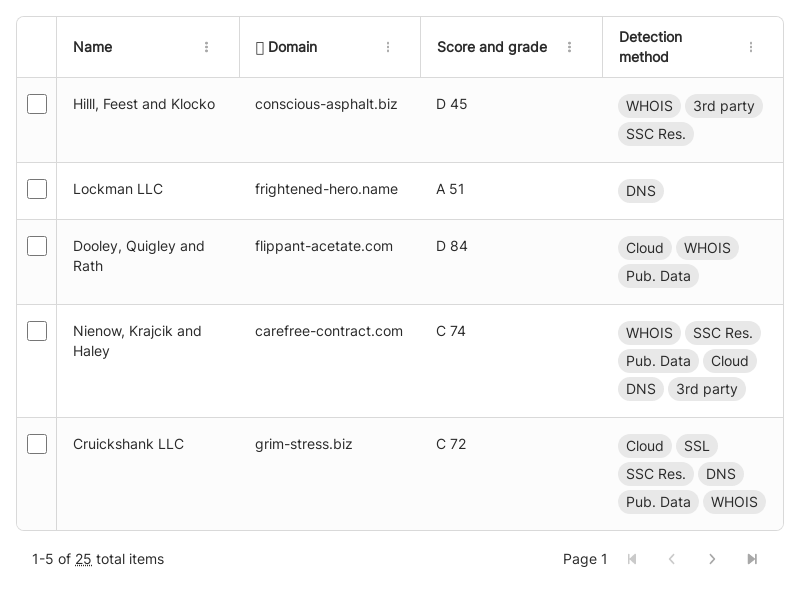 Name
Domain
Score and grade
Detection
method
Hilll, Feest and Klocko
conscious-asphalt.biz
D 45
WHOIS 3rd party
SSC Res.
Lockman LLC
frightened-hero.name
A 51
DNS
Dooley, Quigley and
Rath
flippant-acetate.com
D 84
Cloud WHOIS
Pub. Data
Nienow, Krajcik and
Haley
carefree-contract.com
C 74
WHOIS SSC Res.
Pub. Data Cloud
DNS 3rd party
Cruickshank LLC
grim-stress.biz
C 72
Cloud SSL
SSC Res. DNS
Pub. Data WHOIS
1-5 of 25 total items
Page 1